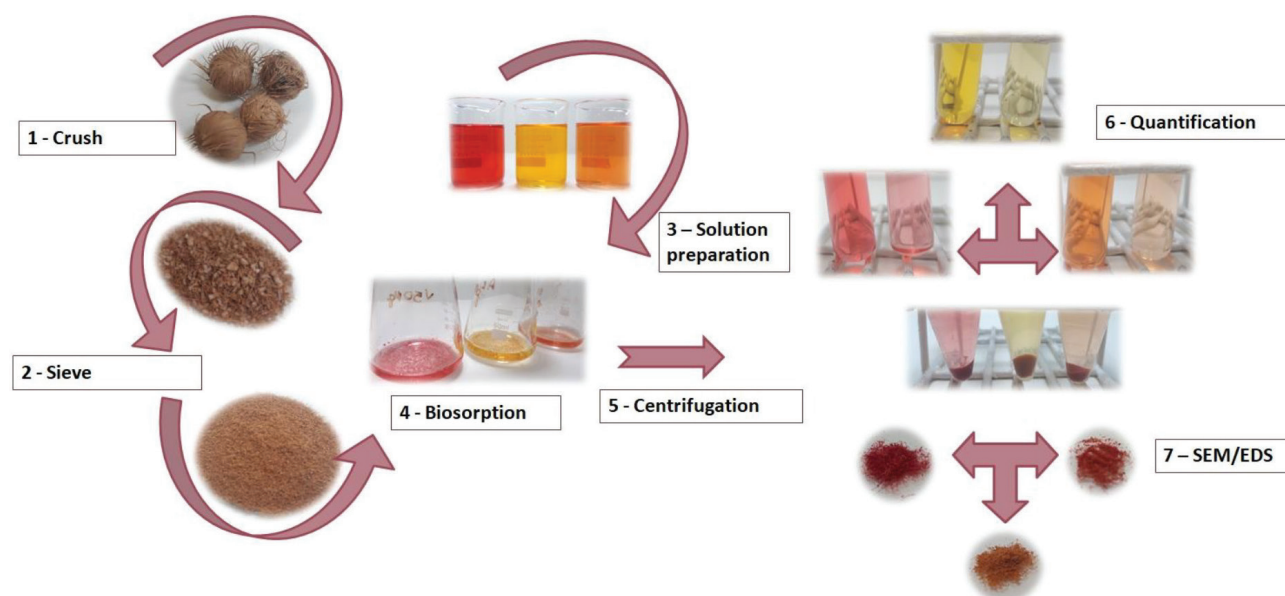 1 - Crush
2 - Sieve
3 – Solution
preparation
4 - Biosorption
5 - Centrifugation
6 - Quantification
7 – SEM/EDS